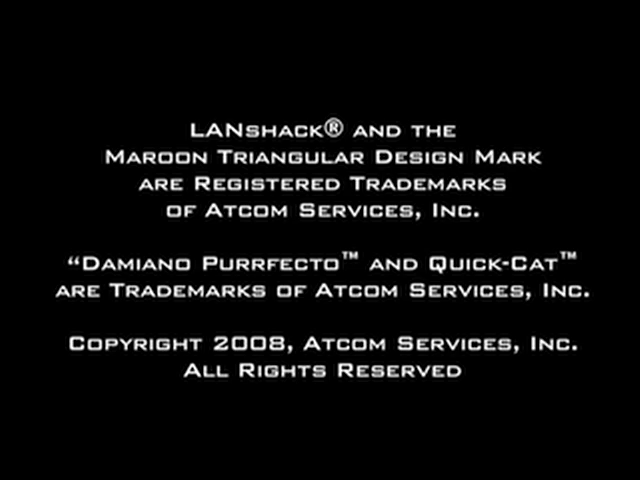 LANshack® and the
Maroon Triangular Design Mark
are Registered Trademarks
of Atcom Services, Inc.
“Damiano Purrfecto™ and Quick-Cat™
are Trademarks of Atcom Services, Inc.
Copyright 2008, Atcom Services, Inc.
All Rights Reserved